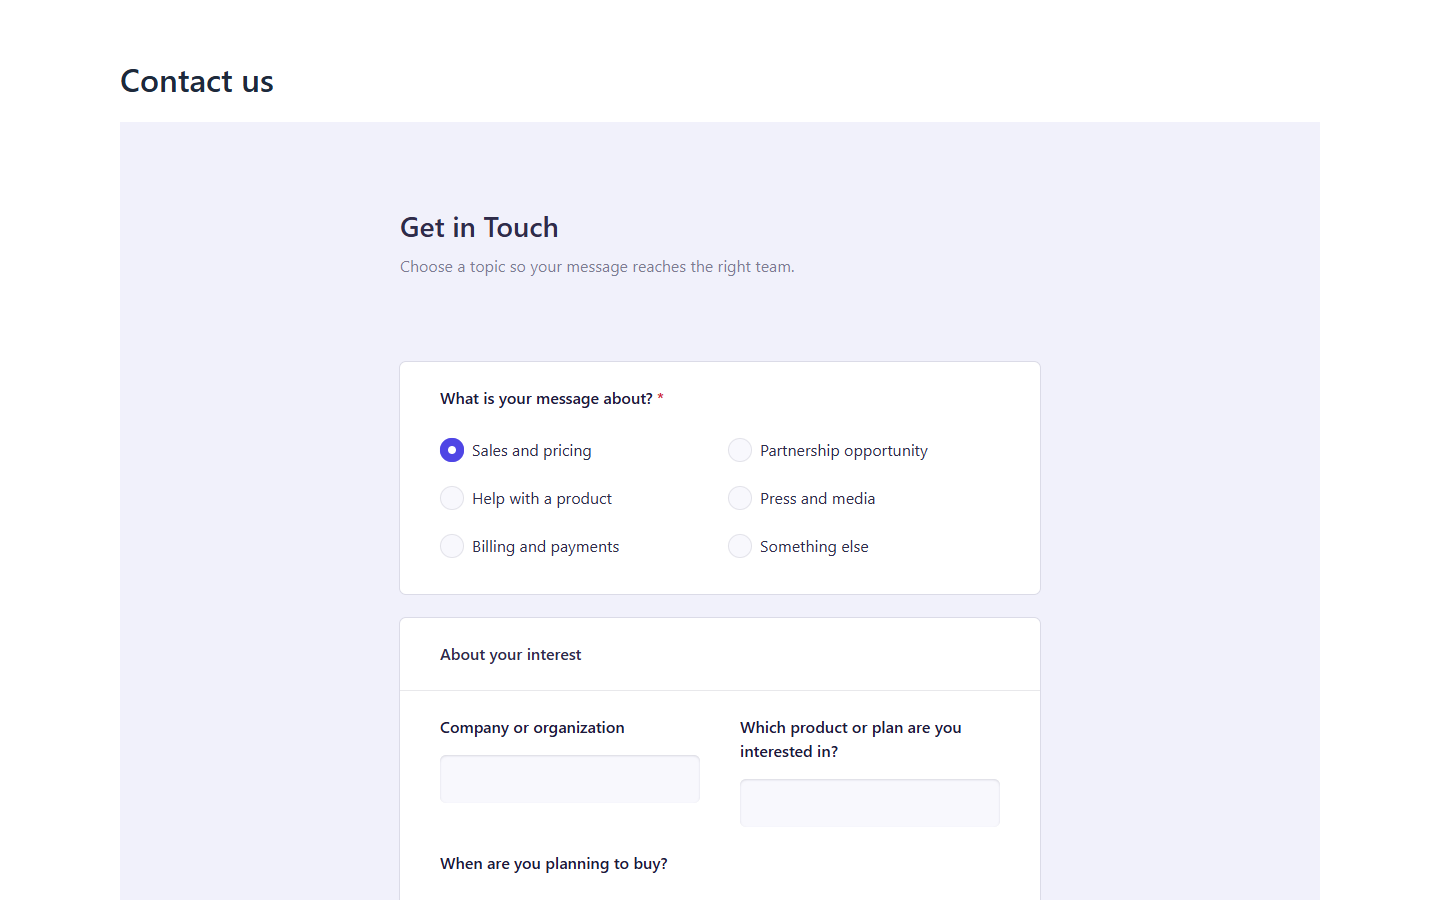 Contact us
Get in Touch
Choose a topic so your message reaches the right team.
What is your message about? *
Sales and pricing
Partnership opportunity
Help with a product
Press and media
Billing and payments
Something else
About your interest
Company or organization
Which product or plan are you
interested in?
When are you planning to buy?